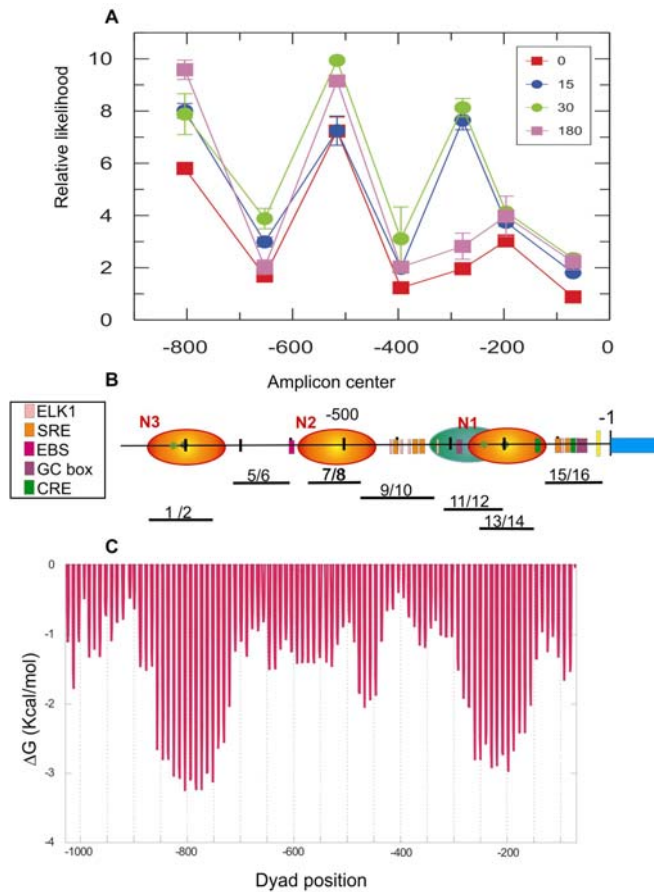 A
Relative likelihood
10
8
6
4
2
0
0
15
30
180
-800
-600
-400
-200
0
Amplicon center
B
ELK1
SRE
EBS
GC box
CRE
N3
N2
-500
N1
-1
5/6
7/8
9/10
11/12
15/16
1 /2
13/14
C
0
-1
-2
-3
-4
ΔG (Kcal/mol)
-1000
-800
-600
-400
-200
Dyad position